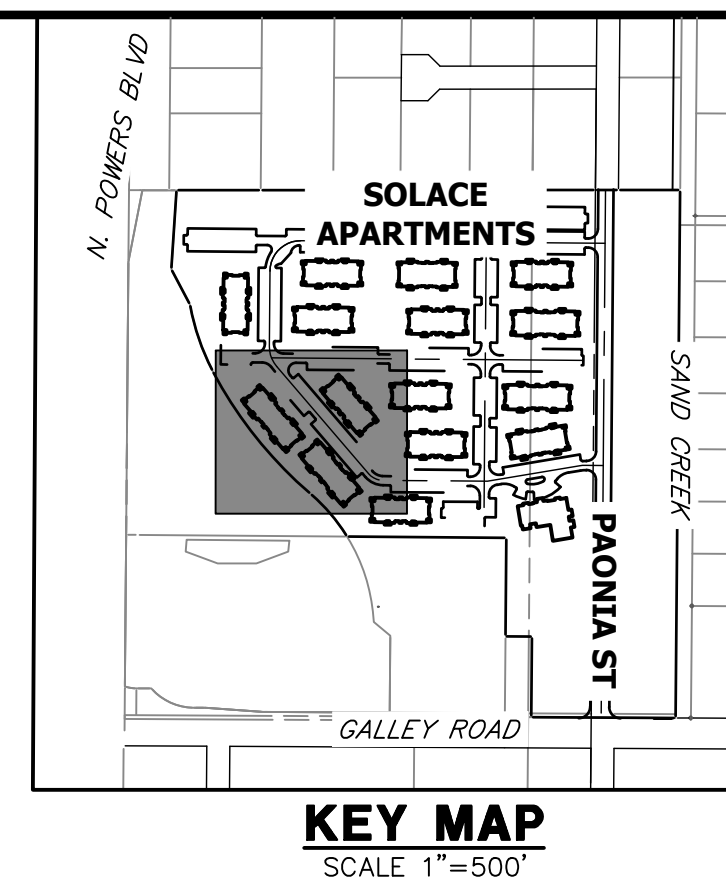 N. POWERS BLVD
SOLACE
APARTMENTS
SAND CREEK
PAONIA ST
GALLEY ROAD
KEY MAP
SCALE 1"=500'